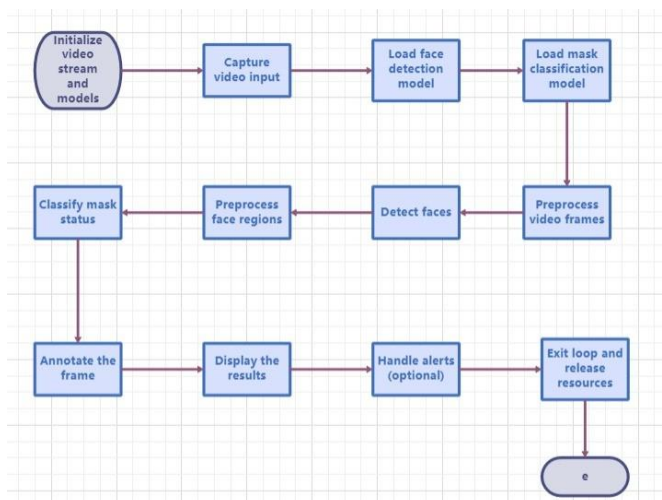 Initialize
video
stream
and
models
Capture
video input
Load face
detection
model
Load mask
classification
model
Classify mask
status
Preprocess
face regions
Detect faces
Preprocess
video frames
Annotate the
frame
Display the
results
Handle alerts
(optional)
Exit loop and
release
resources
e